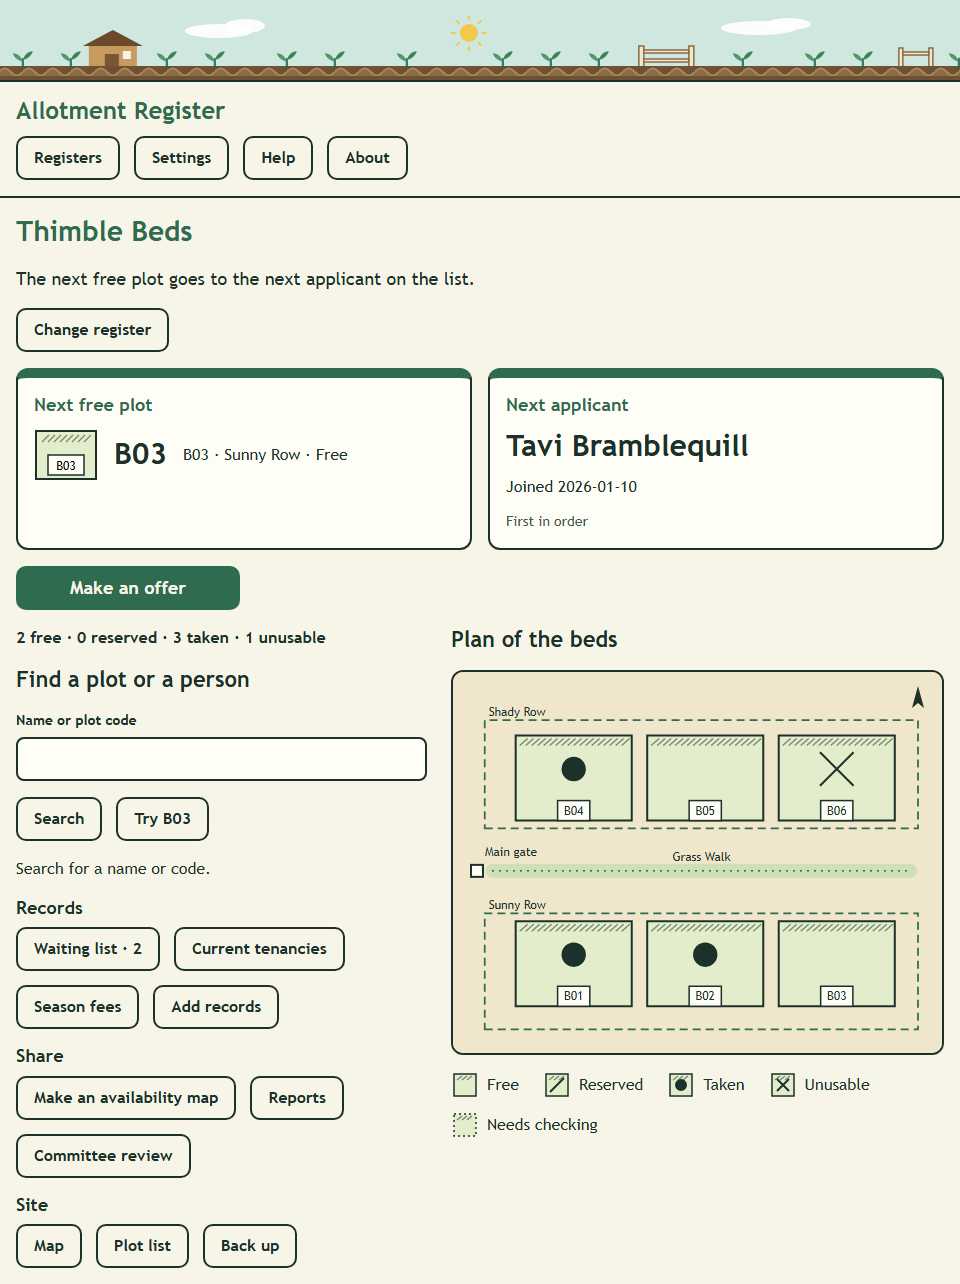 Allotment Register
Registers Settings Help About
Thimble Beds
The next free plot goes to the next applicant on the list.
Change register
Next free plot
B03
B03
B03 · Sunny Row · Free
Next applicant
Tavi Bramblequill
Joined 2026-01-10
First in order
Make an offer
2 free · 0 reserved · 3 taken · 1 unusable
Find a plot or a person
Name or plot code
Search Try B03
Search for a name or code.
Records
Waiting list · 2 Current tenancies
Season fees Add records
Share
Make an availability map Reports
Committee review
Site
Map Plot list Back up
Plan of the beds
Shady Row
B04 B05 B06
Main gate
Grass Walk
Sunny Row
B01 B02 B03
Free Reserved Taken Unusable
Needs checking